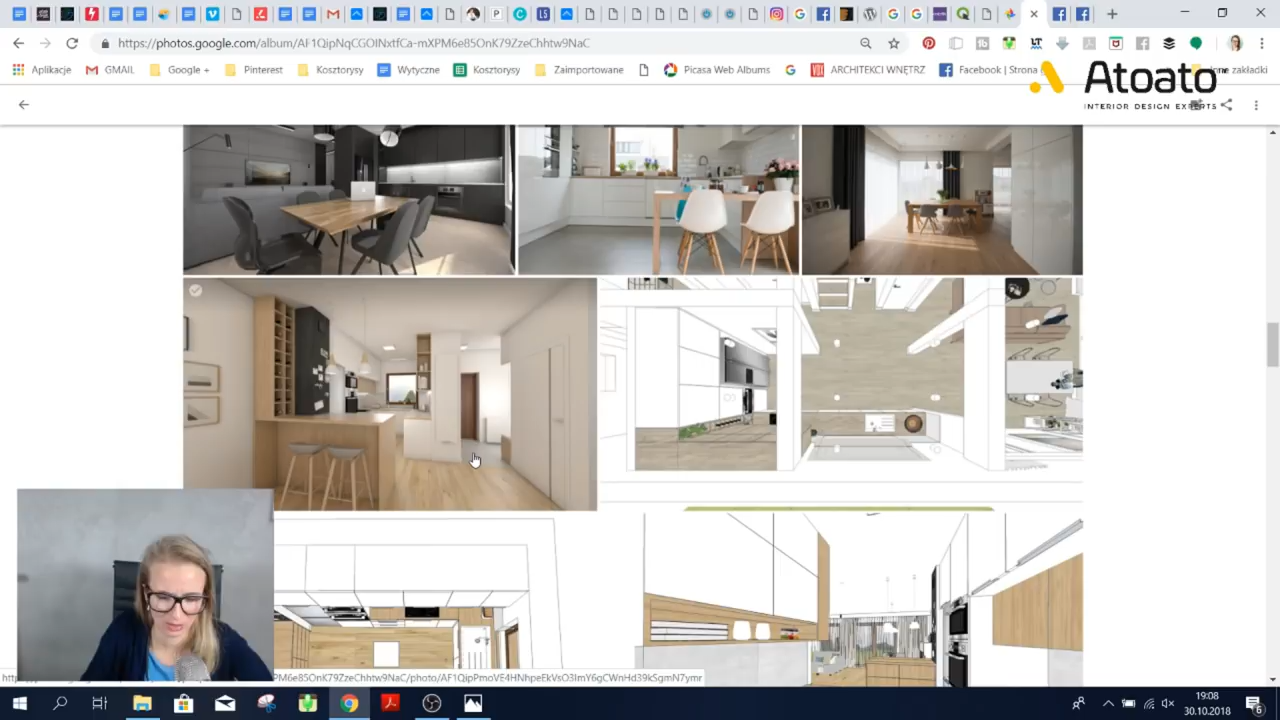 https://photos.google.com/album/AF1QipNqCGOINxtfCa-mXPM6e85OnK79ZzeChhtw9NaC
Aplikacje
GMAIL
Google +
Pinterest
Kosztorysy
Wytyczne
Kosztorysy
Zaimportowane
Picasa Web Albums
ARCHITEKCI WNĘTRZ
Facebook | Strona
zakładki
Atoato
INTERIOR DESIGN EXPERTS
19:08
30.10.2018